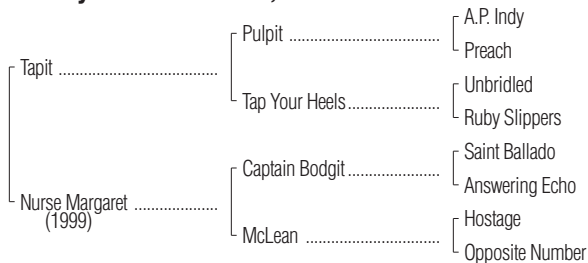 Tapit
Pulpit
A.P. Indy
Preach
Tap Your Heels
Unbridled
Ruby Slippers
Nurse Margaret
(1999)
Captain Bodgit
Saint Ballado
Answering Echo
McLean
Hostage
Opposite Number